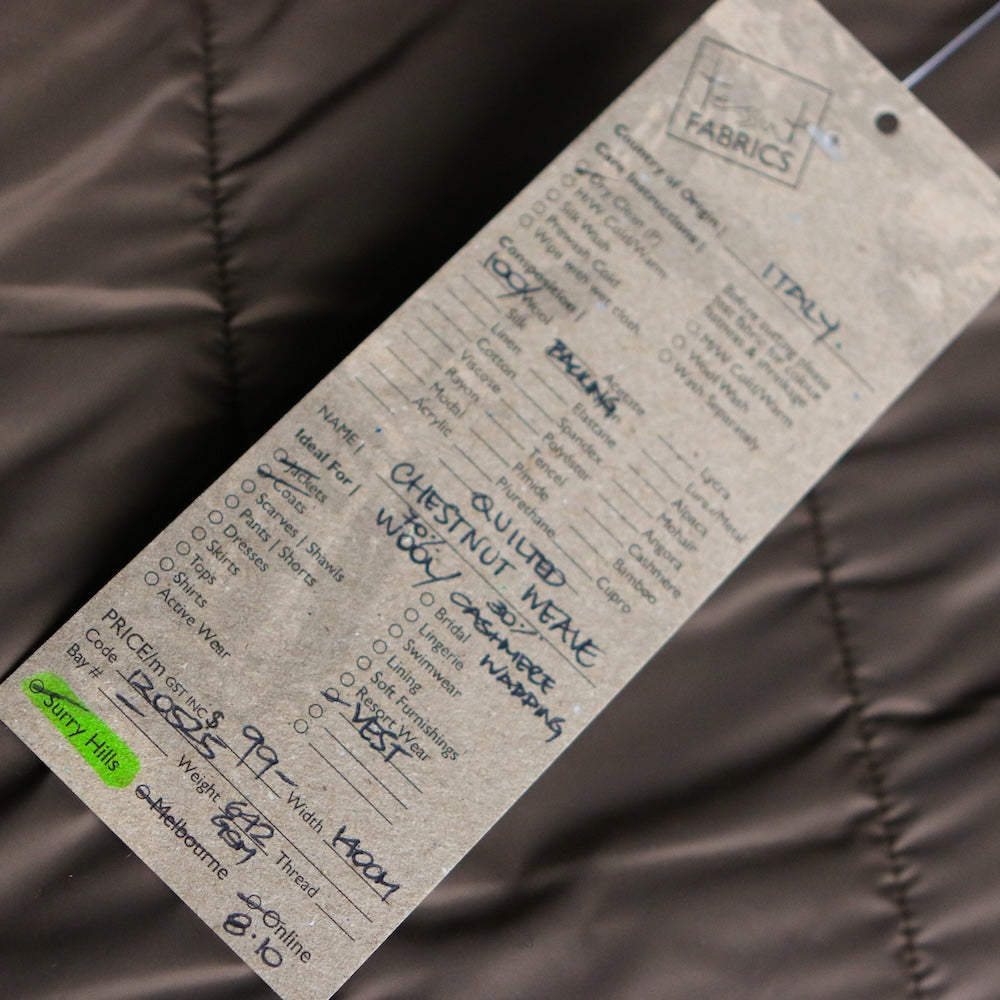 FABRICS
Country of Origin | ITALY.
Care Instructions |
Dry Clean (P)
H/W Cold/Warm
Silk Wash
Prewash Cold
Wipe with wet cloth
Before cutting please
test fabric for colour
fastness & shrinkage
H/W Cold/Warm
Wool Wash
Wash Separately
Composition |
100% Wool
Silk
Linen
Cotton
Viscose
Rayon
Modal
Acrylic
BACKING
Acetate
Elastane
Spandex
Polyester
Tencel
P/mide
P/urethane
Lycra
Lurex/Metal
Alpaca
Mohair
Angora
Cashmere
Bamboo
Cupro
NAME | QUILTED
CHESTNUT WEAVE
70% WOOL/ 30% CASHMERE WADDING
Ideal For |
Jackets
Coats
Scarves | Shawls
Pants | Shorts
Dresses
Skirts
Tops
Shirts
Active Wear
Bridal
Lingerie
Swimwear
Lining
Soft Furnishings
Resort Wear
VEST
PRICE/m GST INC $ 99-
Code 130525
Width 140CM
Bay #
Weight 642 GSM
Thread
Surry Hills
Melbourne
Online
8.10